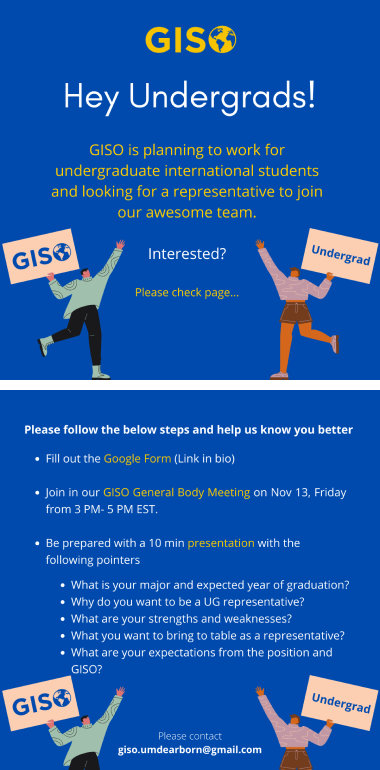 GISO
Hey Undergrads!
GISO is planning to work for
undergraduate international students
and looking for a representative to join
our awesome team.
GISO
Interested?
Undergrad
Please check page...
Please follow the below steps and help us know you better
• Fill out the Google Form (Link in bio)
• Join in our GISO General Body Meeting on Nov 13, Friday
from 3 PM- 5 PM EST.
• Be prepared with a 10 min presentation with the
following pointers
• What is your major and expected year of graduation?
• Why do you want to be a UG representative?
• What are your strengths and weaknesses?
• What you want to bring to table as a representative?
• What are your expectations from the position and
GISO?
GISO
Undergrad
Please contact
giso.umdearborn@gmail.com